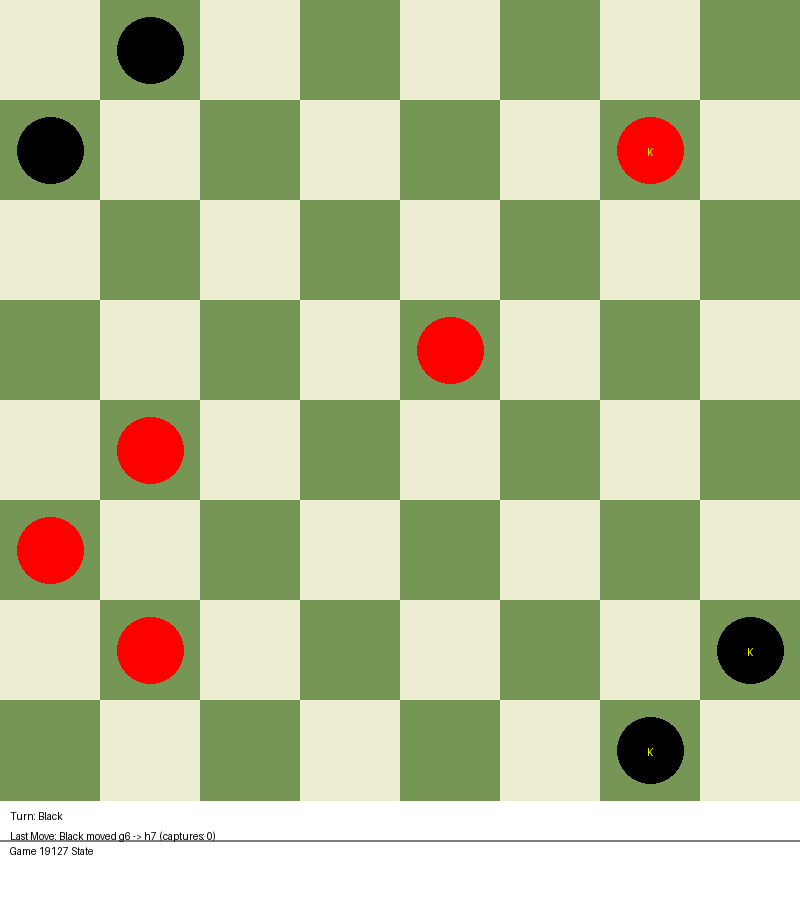 K
K
K
Turn: Black
Last Move: Black moved g6 -> h7 (captures: 0)
Game 19127 State